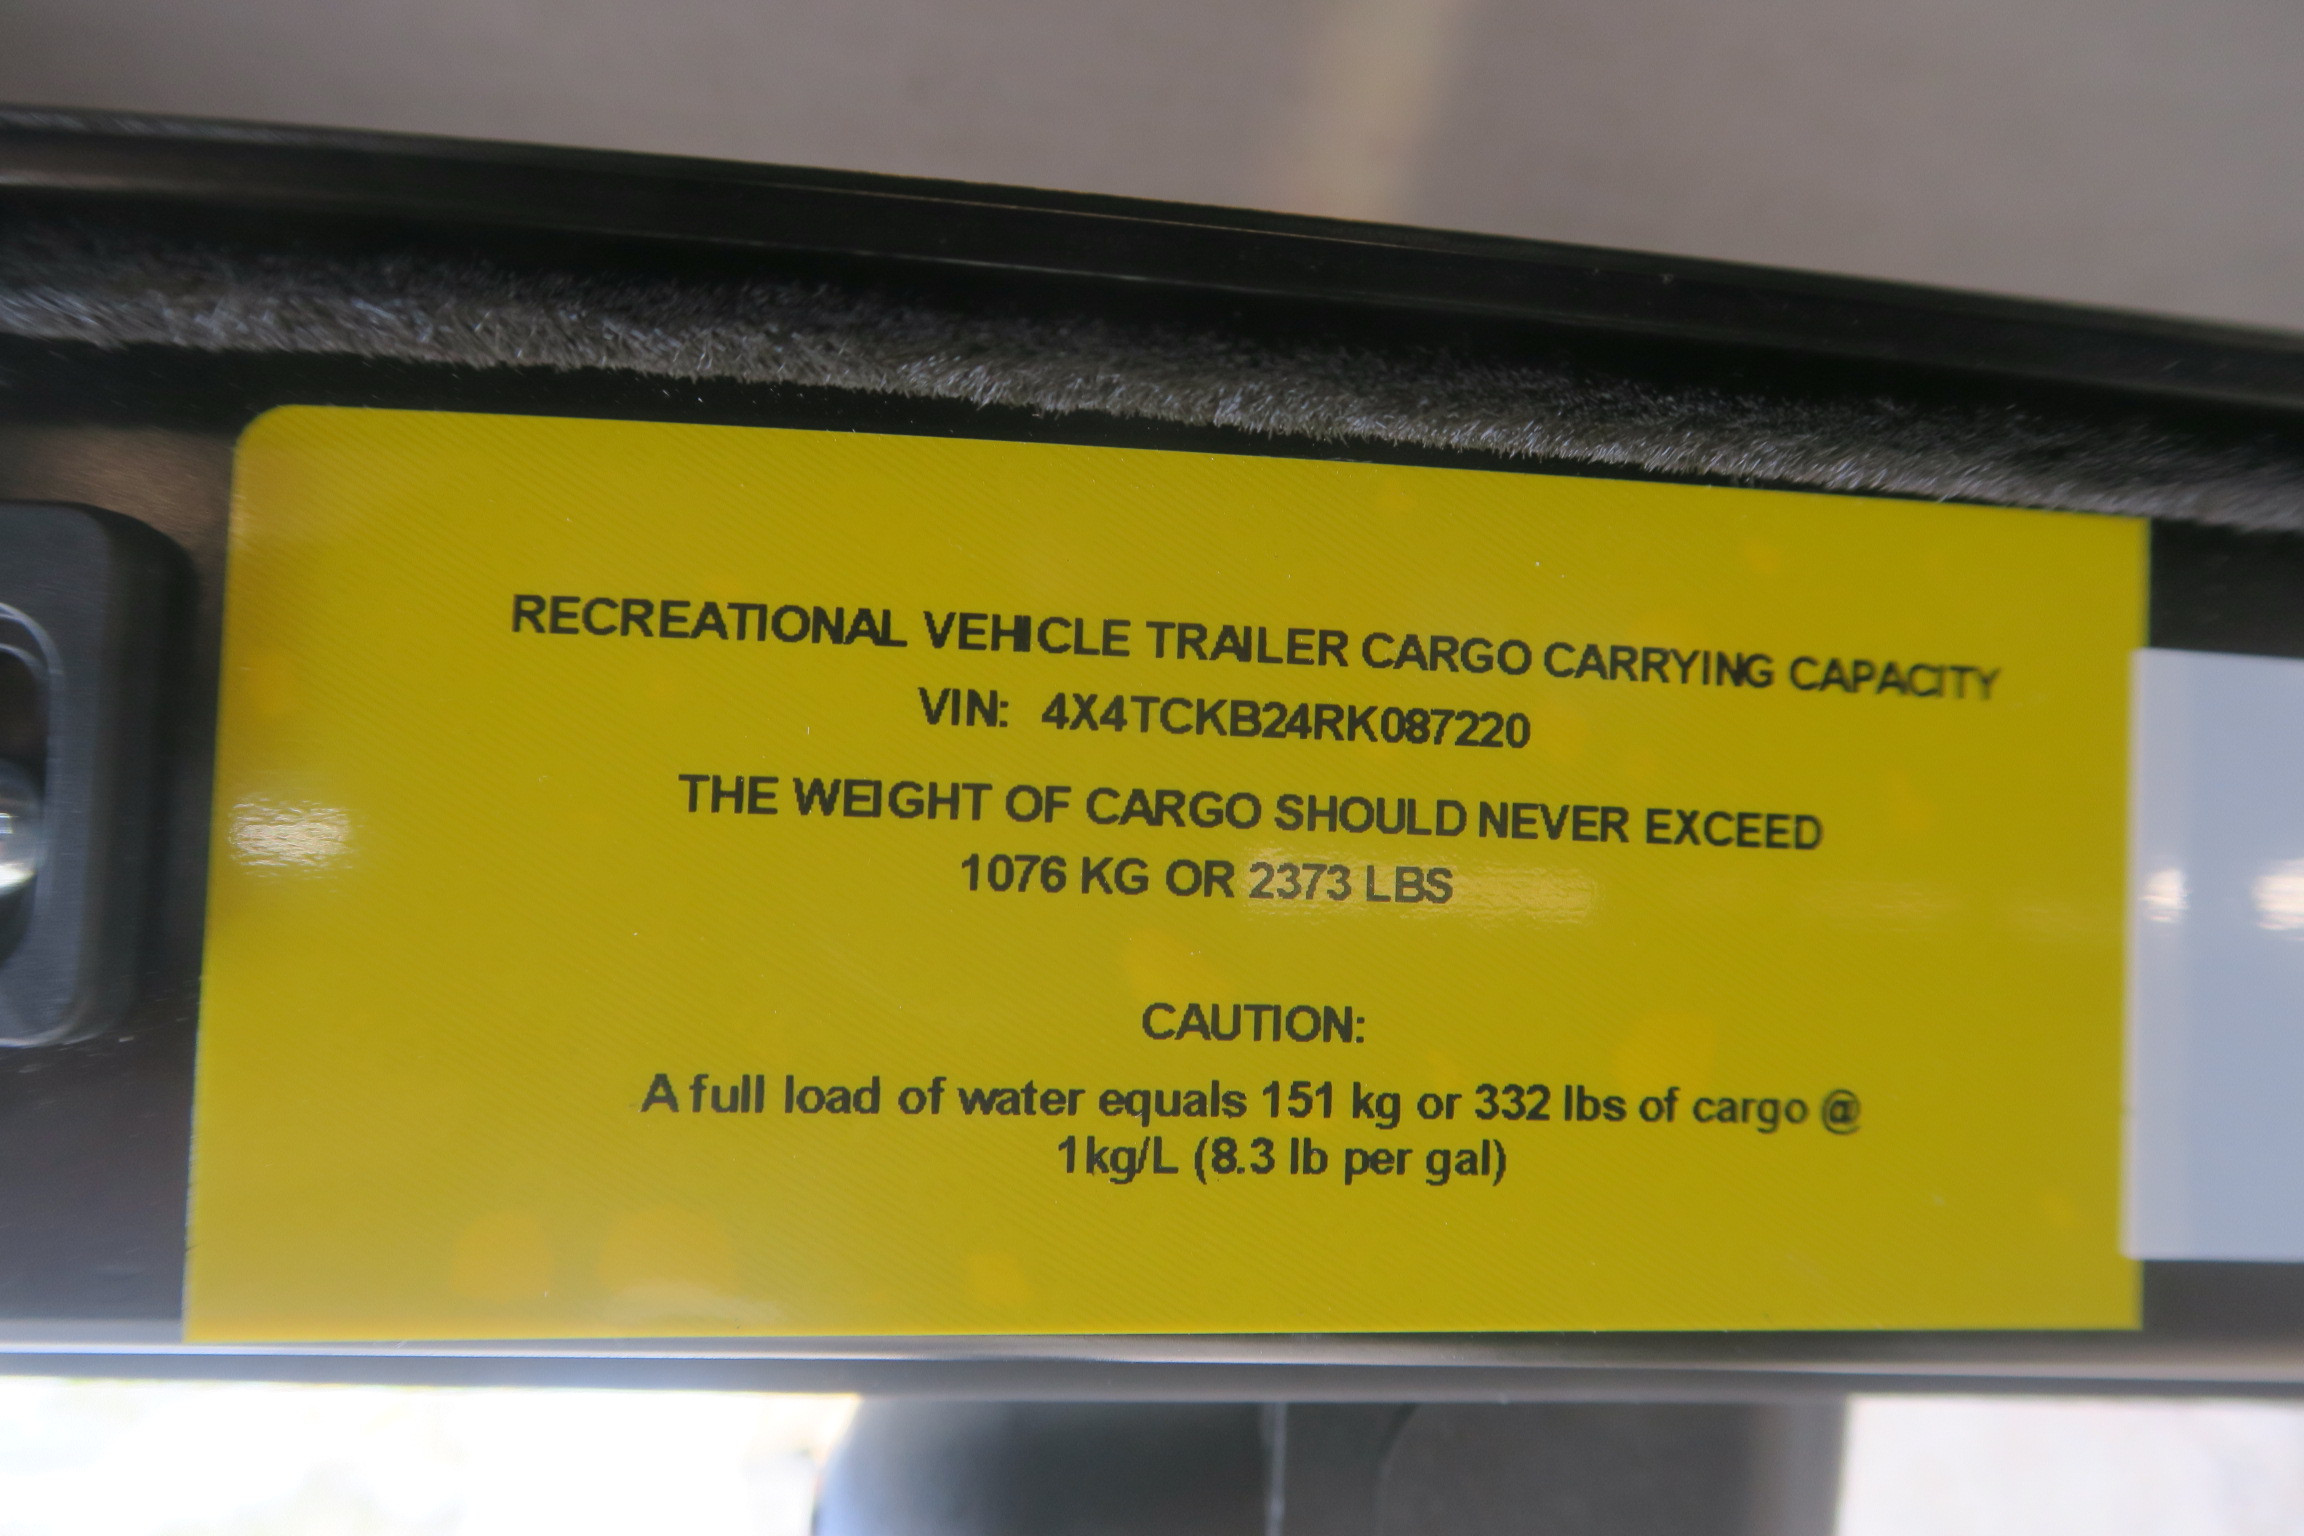 RECREATIONAL VEHICLE TRAILER CARGO CARRYING CAPACITY
VIN: 4X4TCKB24RK087220
THE WEIGHT OF CARGO SHOULD NEVER EXCEED
1076 KG OR 2373 LBS
CAUTION:
A full load of water equals 151 kg or 332 lbs of cargo @
1kg/L (8.3 lb per gal)